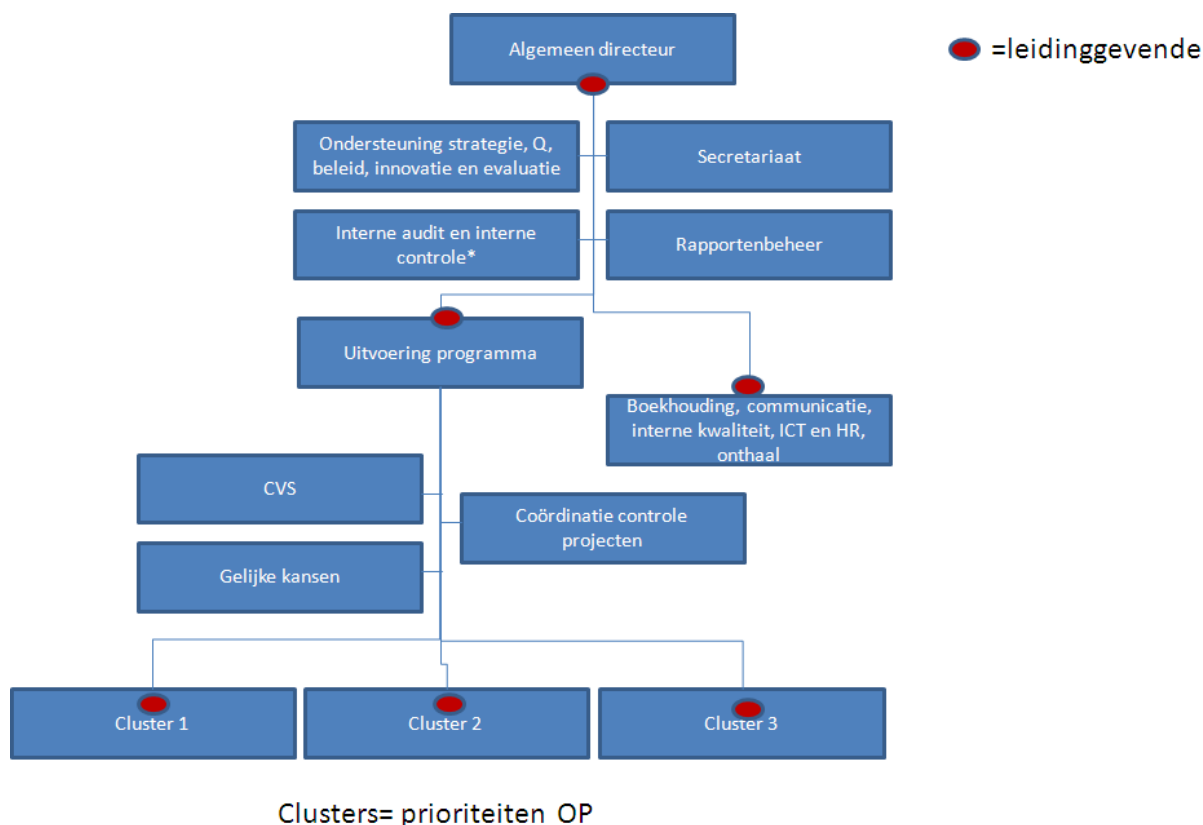 Algemeen directeur
=leidinggevende
Ondersteuning strategie, Q,
beleid, innovatie en evaluatie
Secretariaat
Interne audit en interne
controle*
Rapportenbeheer
Uitvoering programma
Boekhouding, communicatie,
interne kwaliteit, ICT en HR,
onthaal
CVS
Coördinatie controle
projecten
Gelijke kansen
Cluster 1
Cluster 2
Cluster 3
Clusters= prioriteiten OP